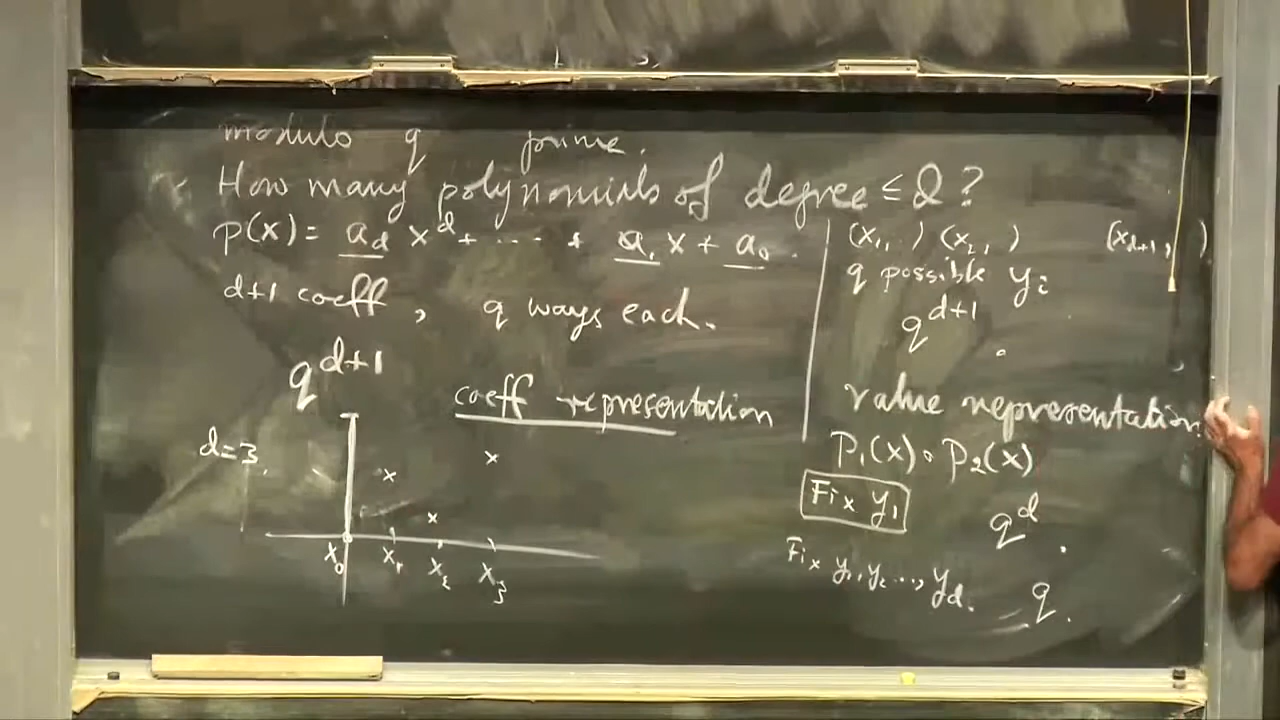 modulo q prime.
How many polynomials of degree ≤ d?
p(x) = a_d x^d + ... + a_1 x + a_0.
d+1 coeff, q ways each.
q^{d+1}
coeff representation
d=3,
x_0 x_1 x_2 x_3
(x_1, ) (x_2, ) (x_{d+1}, )
q possible y_i
q^{d+1}.
value representation.
P_1(x) · P_2(x)
Fix y_1 q^d.
Fix y_1, y_2 ..., y_d. q.